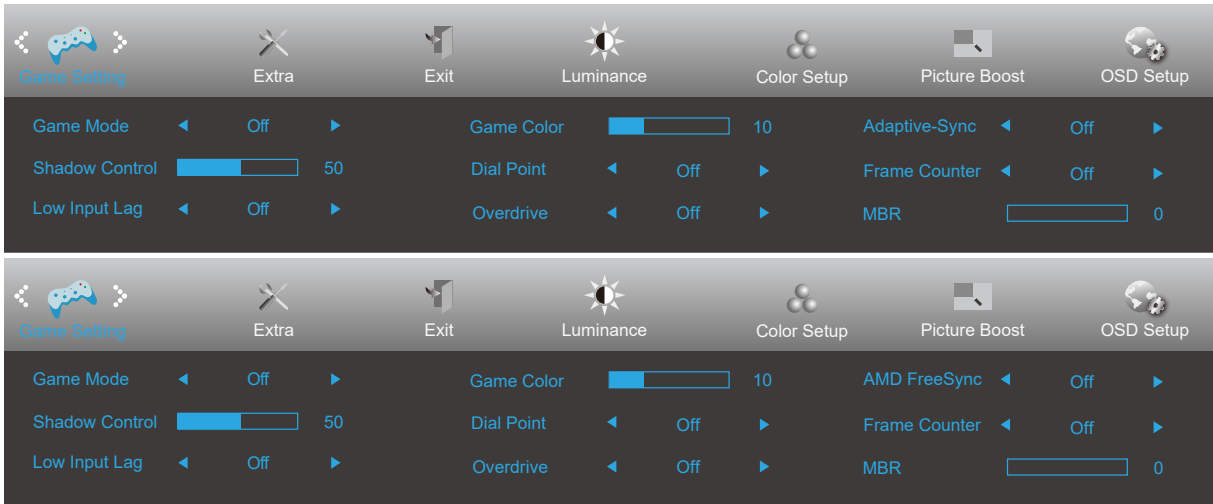 Game Setting Extra Exit Luminance Color Setup Picture Boost OSD Setup
Game Mode Off Game Color 10 Adaptive-Sync Off
Shadow Control 50 Dial Point Off Frame Counter Off
Low Input Lag Off Overdrive Off MBR 0
Game Setting Extra Exit Luminance Color Setup Picture Boost OSD Setup
Game Mode Off Game Color 10 AMD FreeSync Off
Shadow Control 50 Dial Point Off Frame Counter Off
Low Input Lag Off Overdrive Off MBR 0